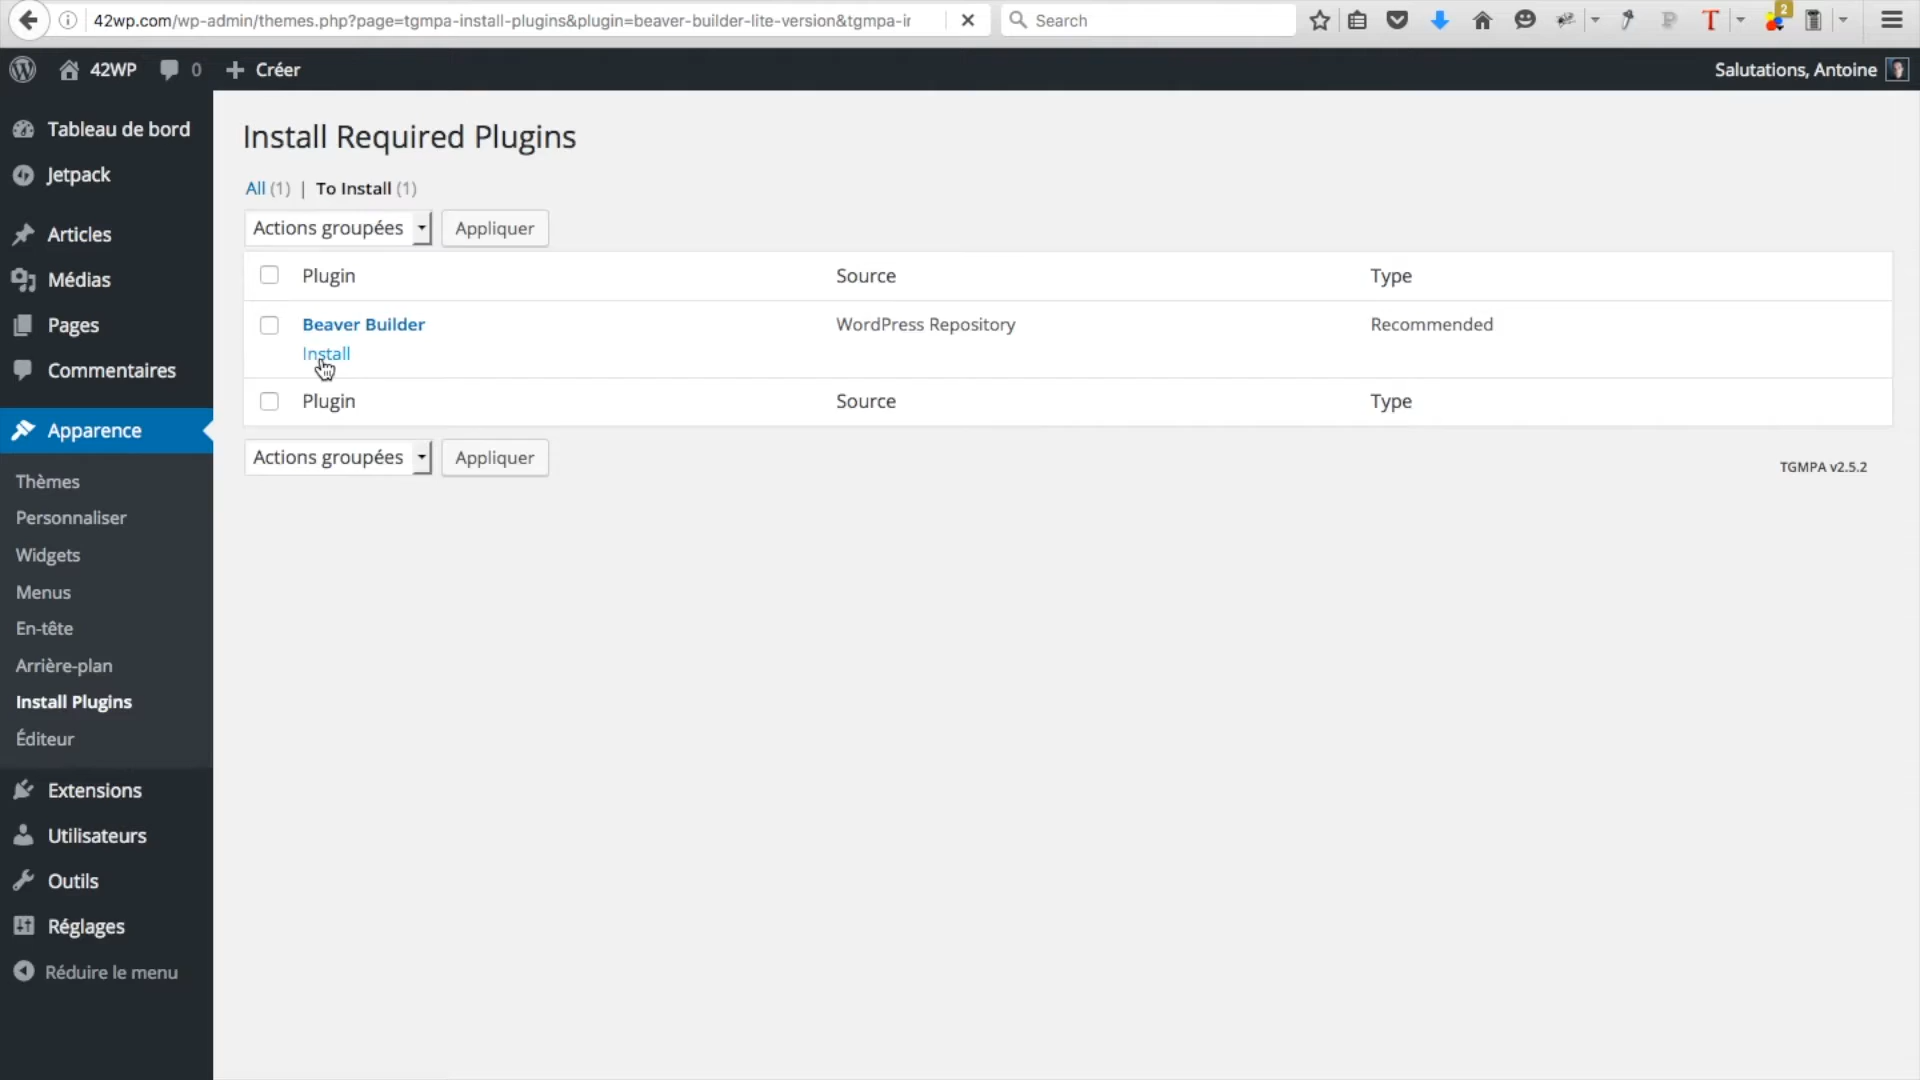 42wp.com/wp-admin/themes.php?page=tgmpa-install-plugins&plugin=beaver-builder-lite-version&tgmpa-ir
Search
2
42WP
0
Créer
Salutations, Antoine
Tableau de bord
Jetpack
Articles
Médias
Pages
Commentaires
Apparence
Thèmes
Personnaliser
Widgets
Menus
En-tête
Arrière-plan
Install Plugins
Éditeur
Extensions
Utilisateurs
Outils
Réglages
Réduire le menu
Install Required Plugins
All (1) | To Install (1)
Actions groupées Appliquer
Plugin Source Type
Beaver Builder WordPress Repository Recommended
Install
Plugin Source Type
Actions groupées Appliquer
TGMPA v2.5.2